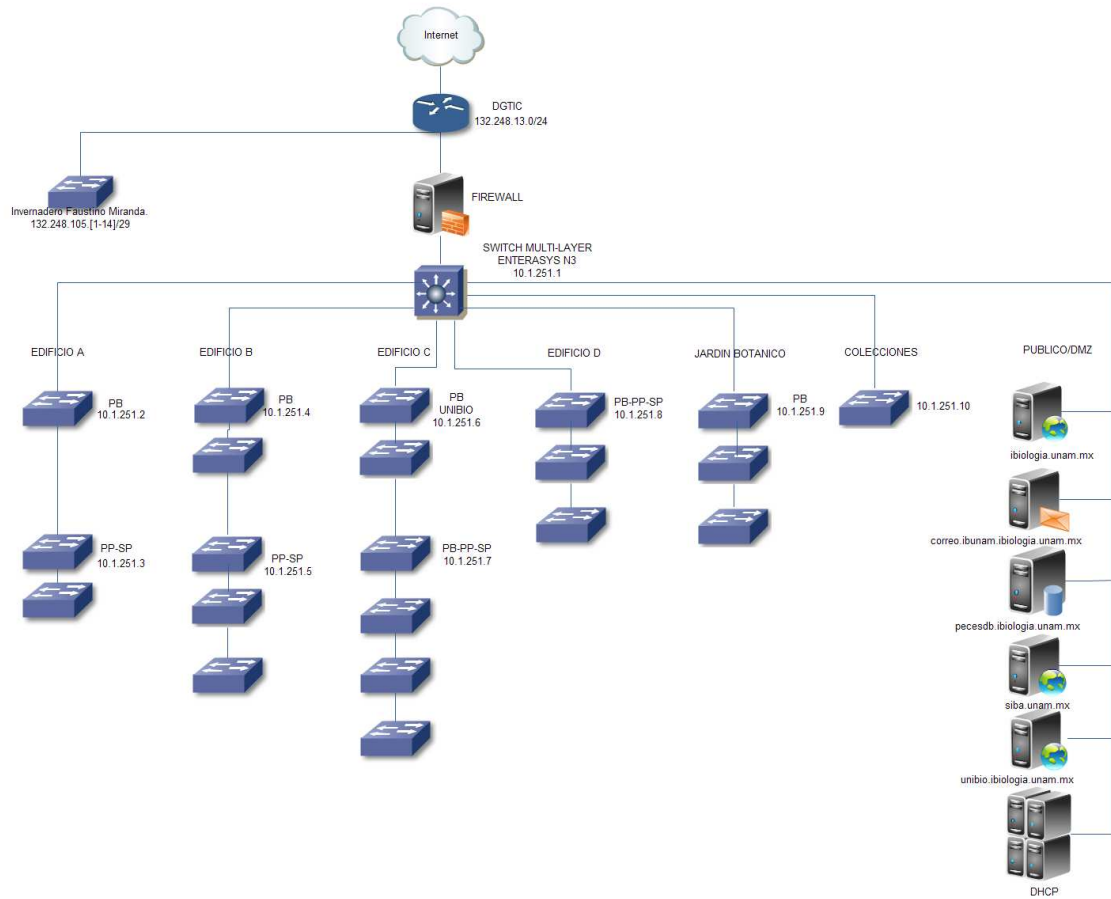 Internet
DGTIC
132.248.13.0/24
Invernadero Faustino Miranda.
132.248.105.[1-14]/29
FIREWALL
SWITCH MULTI-LAYER
ENTERASYS N3
10.1.251.1
EDIFICIO A
EDIFICIO B
EDIFICIO C
EDIFICIO D
JARDIN BOTANICO
COLECCIONES
PUBLICO/DMZ
PB
10.1.251.2
PB
10.1.251.4
PB
UNIBIO
10.1.251.6
PB-PP-SP
10.1.251.8
PB
10.1.251.9
10.1.251.10
ibiologia.unam.mx
correo.ibunam.ibiologia.unam.mx
PP-SP
10.1.251.3
PP-SP
10.1.251.5
PB-PP-SP
10.1.251.7
pecesdb.ibiologia.unam.mx
siba.unam.mx
unibio.ibiologia.unam.mx
DHCP